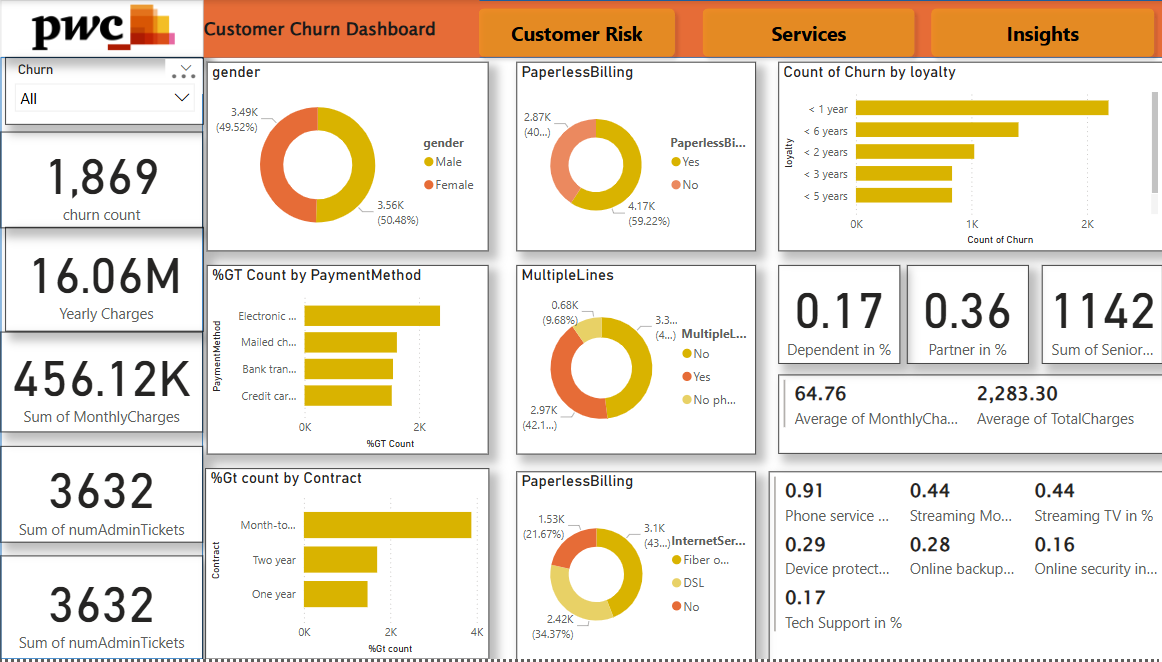 pwc
Customer Churn Dashboard
Customer Risk
Services
Insights
Churn
All
1,869
churn count
16.06M
Yearly Charges
456.12K
Sum of MonthlyCharges
3632
Sum of numAdminTickets
3632
Sum of numAdminTickets
gender
3.49K
(49.52%)
3.56K
(50.48%)
gender
Male
Female
PaperlessBilling
2.87K
(40...)
4.17K
(59.22%)
PaperlessBi...
Yes
No
Count of Churn by loyalty
loyalty
< 1 year
< 6 years
< 2 years
< 3 years
< 5 years
0K 1K 2K
Count of Churn
%GT Count by PaymentMethod
PaymentMethod
Electronic ...
Mailed ch...
Bank tran...
Credit car...
0K 2K
%GT Count
MultipleLines
0.68K
(9.68%)
3.3...
(4...)
2.97K
(42.1...)
MultipleL...
No
Yes
No ph...
0.17
Dependent in %
0.36
Partner in %
1142
Sum of Senior...
64.76
Average of MonthlyCha...
2,283.30
Average of TotalCharges
%Gt count by Contract
Contract
Month-to...
Two year
One year
0K 2K 4K
%Gt count
PaperlessBilling
1.53K
(21.67%)
3.1K
(43...)
2.42K
(34.37%)
InternetSer...
Fiber o...
DSL
No
0.91
Phone service ...
0.44
Streaming Mo...
0.44
Streaming TV in %
0.29
Device protect...
0.28
Online backup...
0.16
Online security in...
0.17
Tech Support in %